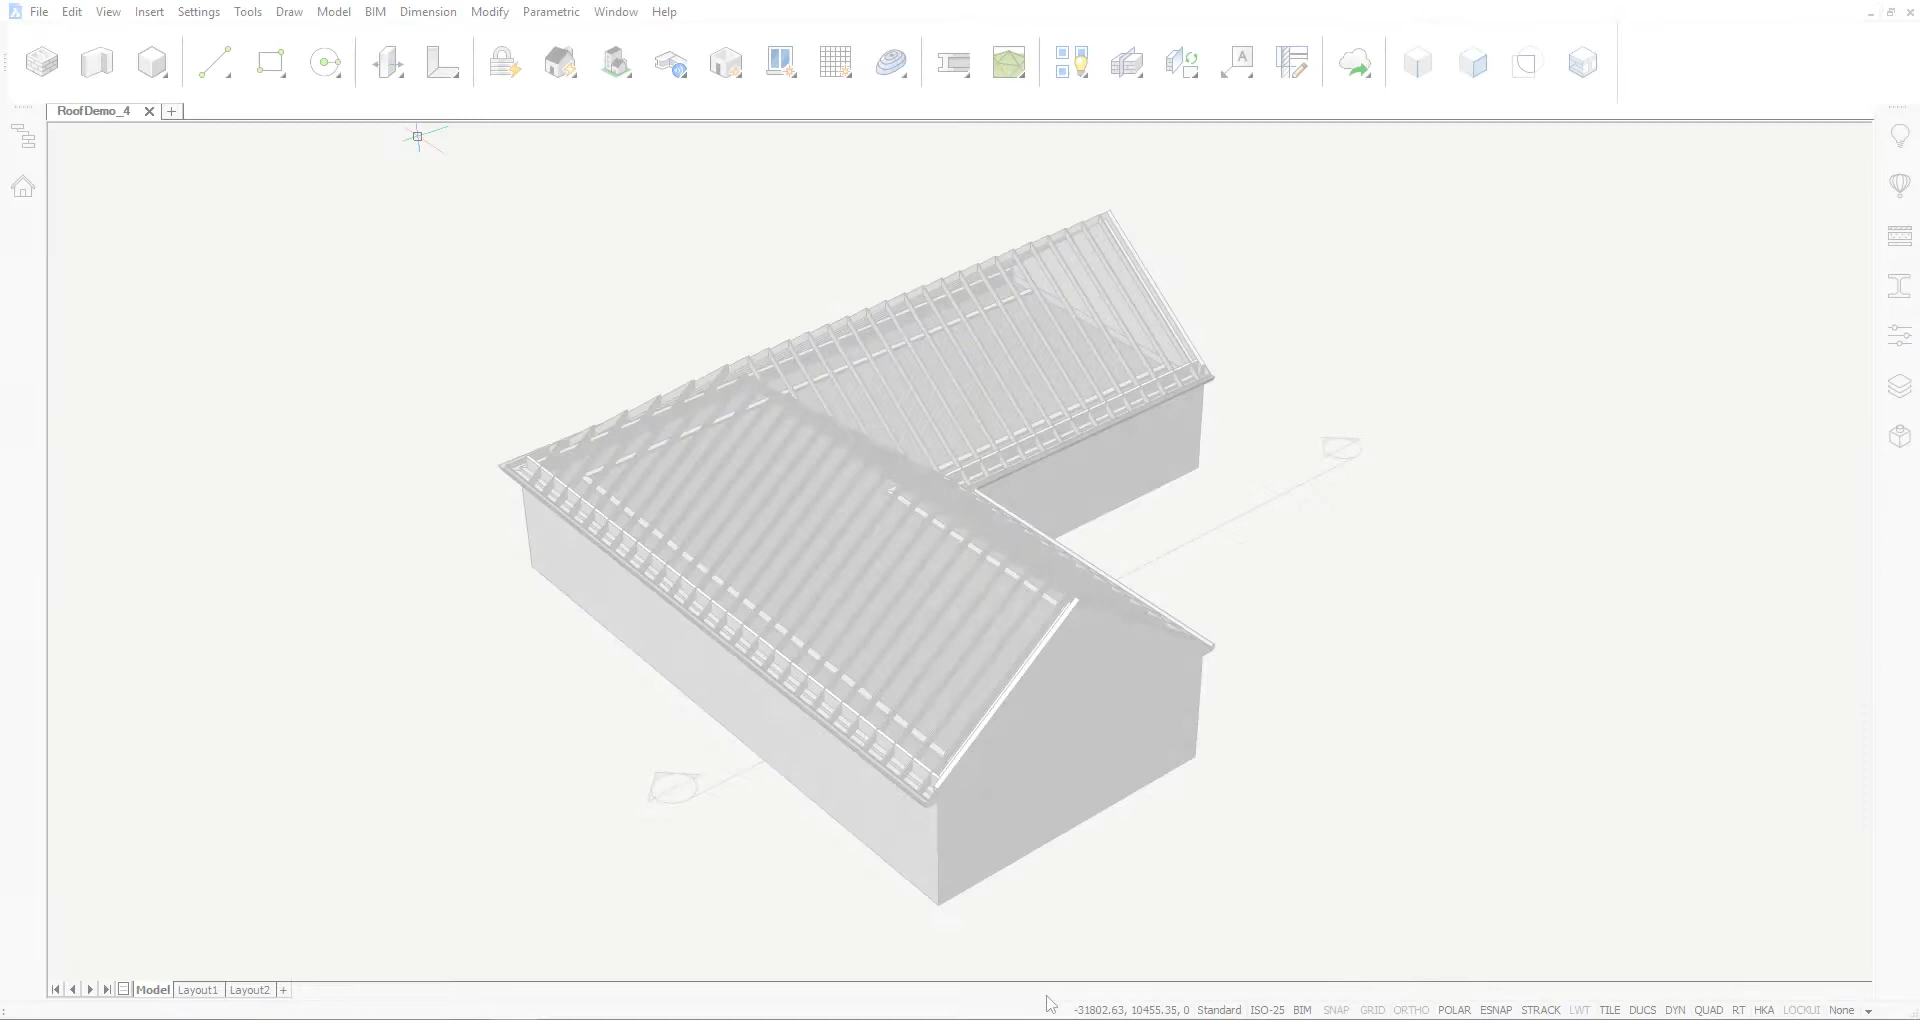 File Edit View Insert Settings Tools Draw Model BIM Dimension Modify Parametric Window Help
A
RoofDemo_4
Model Layout1 Layout2 +
: -31802.63, 10455.35, 0 Standard ISO-25 BIM SNAP GRID ORTHO POLAR ESNAP STRACK LWT TILE DUCS DYN QUAD RT HKA LOCKUI None